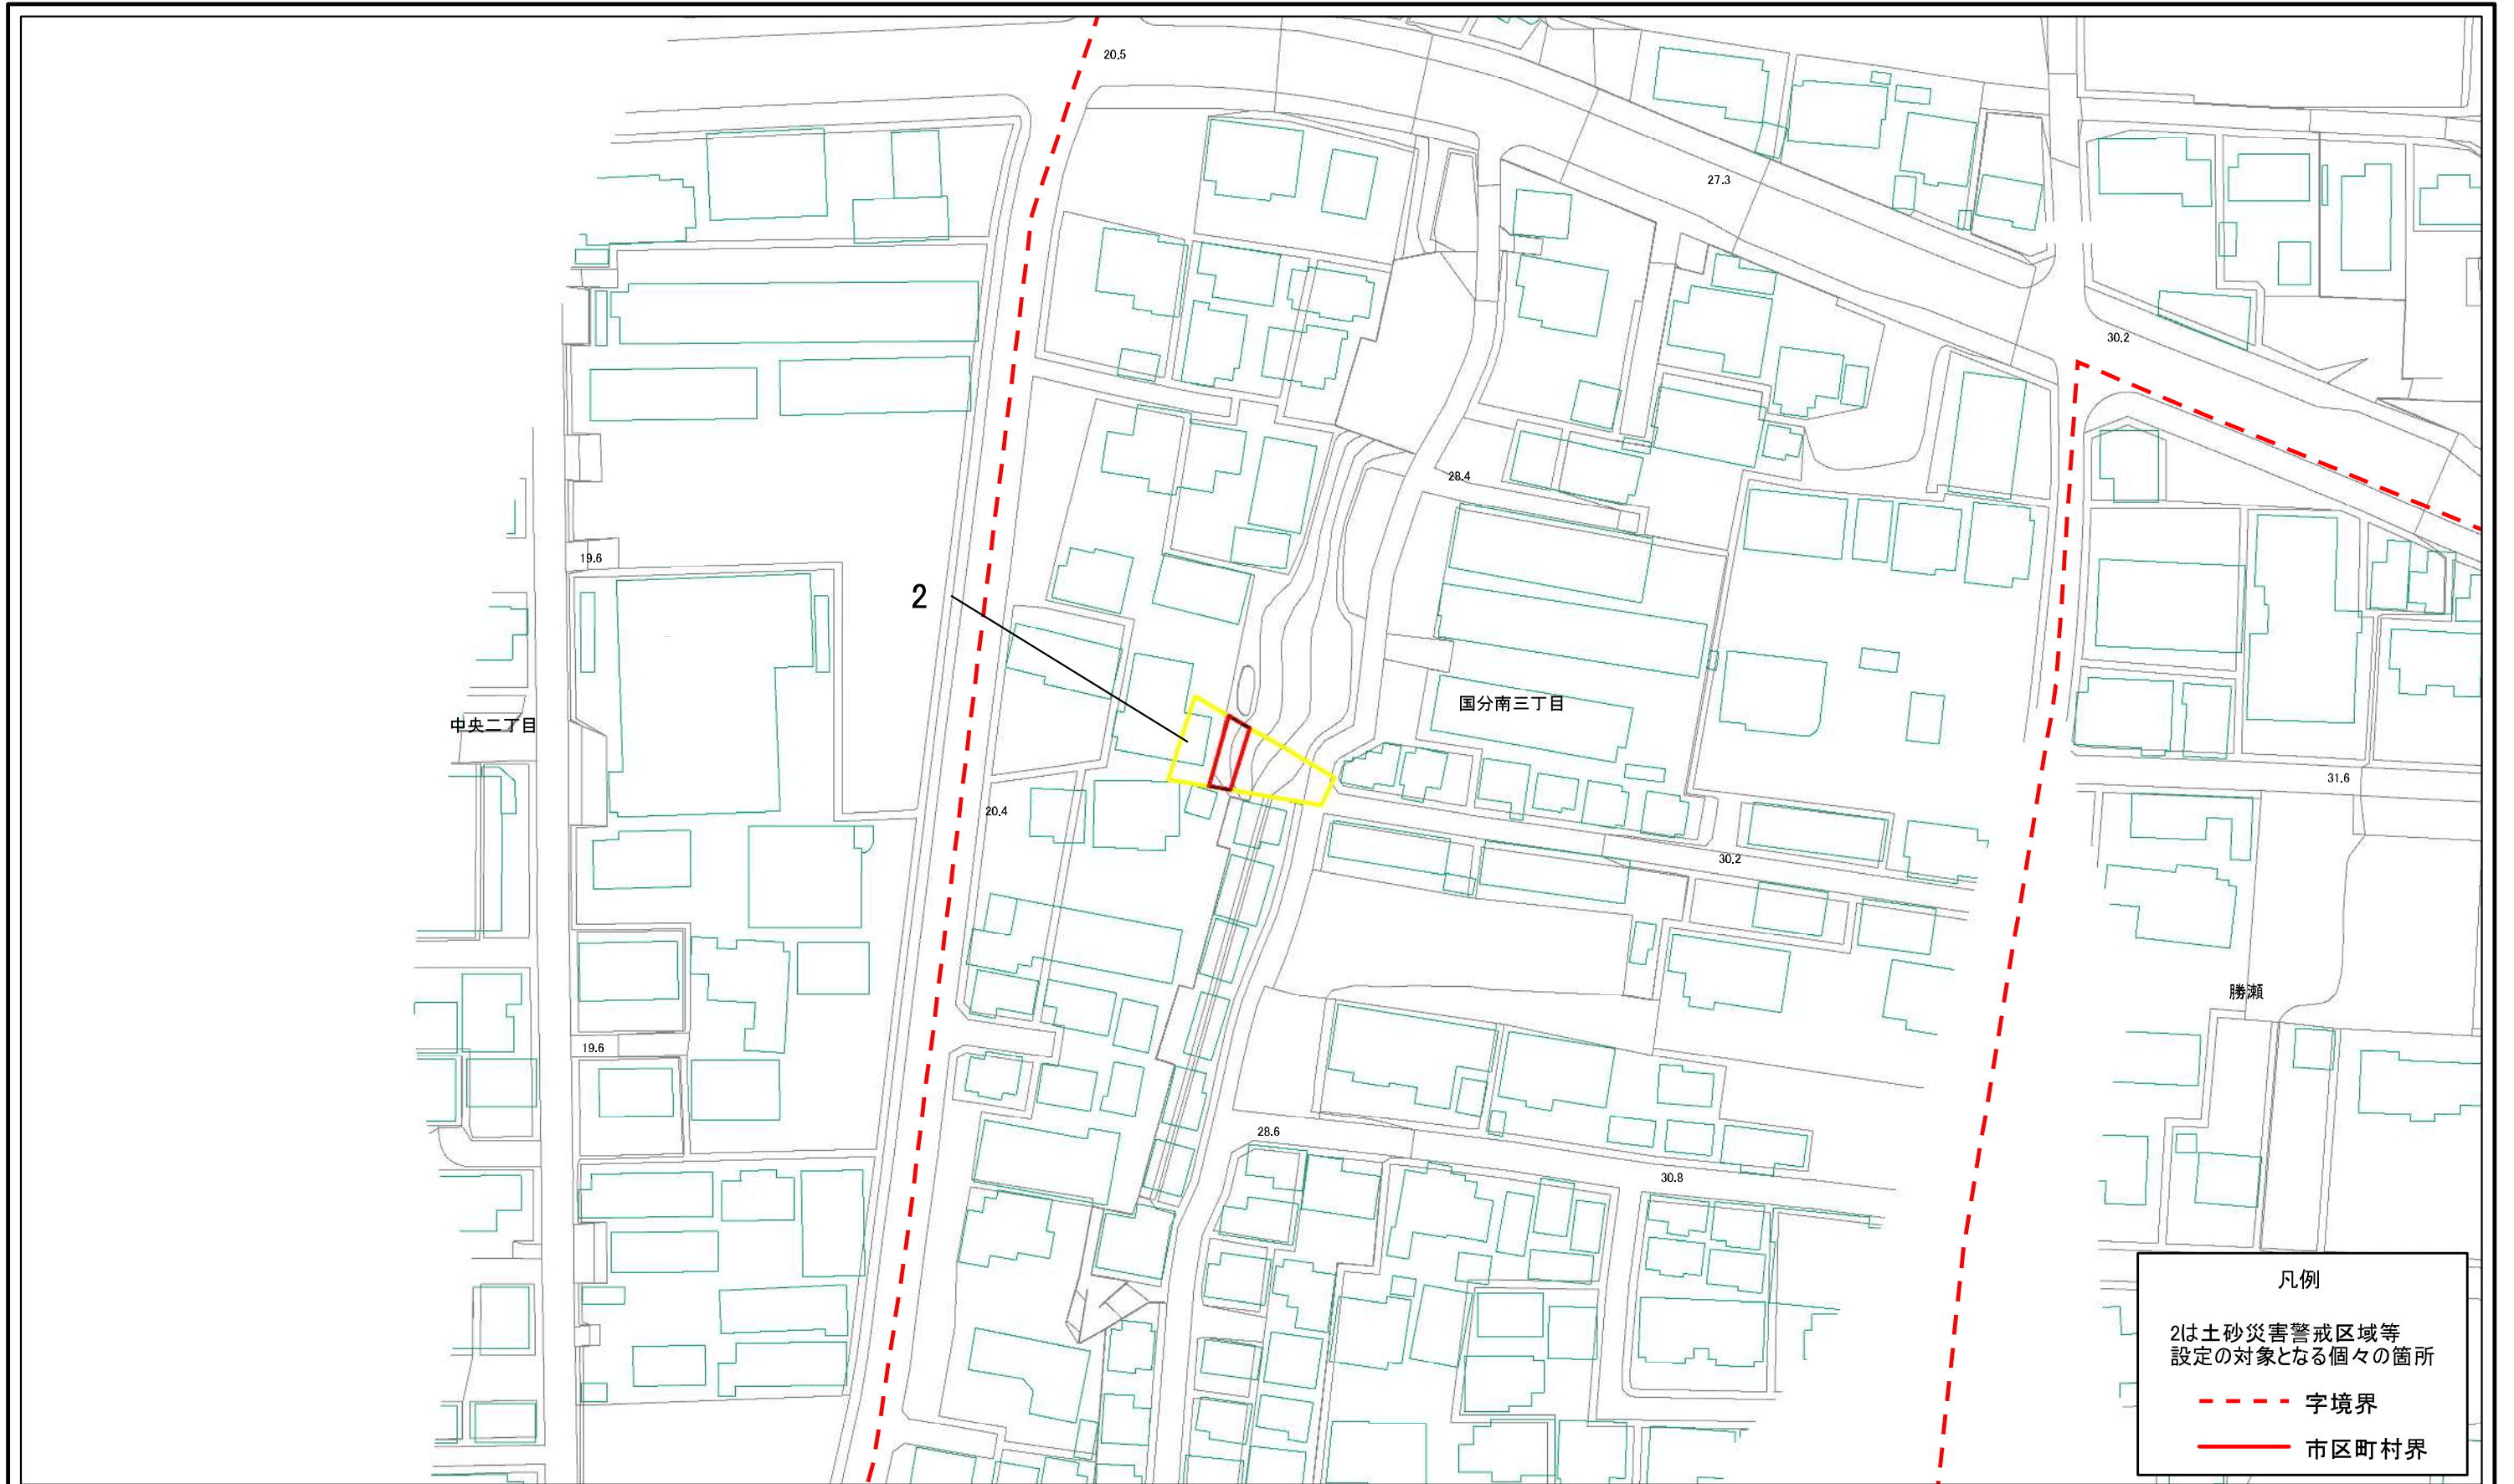 20.5
27.3
30.2
28.4
19.6
2
国分南三丁目
中央二丁目
31.6
20.4
30.2
勝瀬
19.6
28.6
30.8
凡例
2は土砂災害警戒区域等
設定の対象となる個々の箇所
字境界
市区町村界